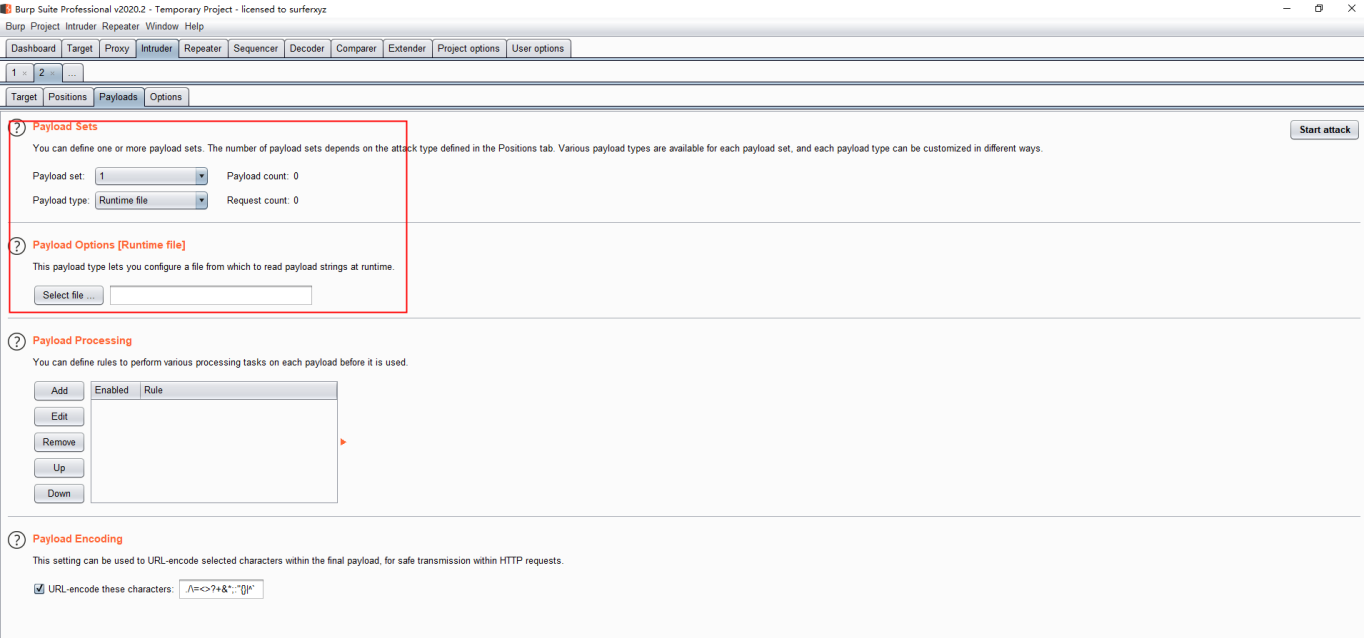 Burp Suite Professional v2020.2 - Temporary Project - licensed to surferxyz
Burp Project Intruder Repeater Window Help
Dashboard Target Proxy Intruder Repeater Sequencer Decoder Comparer Extender Project options User options
1 × 2 × ...
Target Positions Payloads Options
? Payload Sets
Start attack
You can define one or more payload sets. The number of payload sets depends on the attack type defined in the Positions tab. Various payload types are available for each payload set, and each payload type can be customized in different ways.
Payload set: 1 Payload count: 0
Payload type: Runtime file Request count: 0
? Payload Options [Runtime file]
This payload type lets you configure a file from which to read payload strings at runtime.
Select file ...
? Payload Processing
You can define rules to perform various processing tasks on each payload before it is used.
Add Enabled Rule
Edit
Remove
Up
Down
? Payload Encoding
This setting can be used to URL-encode selected characters within the final payload, for safe transmission within HTTP requests.
URL-encode these characters: ./\=<>?+&*;:"{}|^`